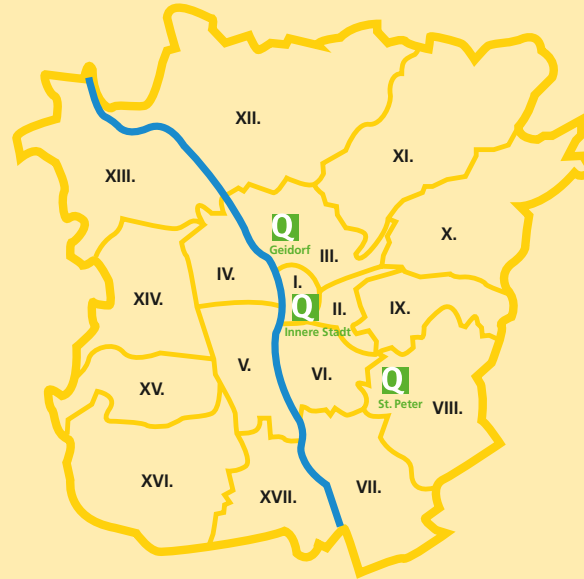 XII.
XI.
XIII.
Q
Geidorf
X.
III.
IV.
I.
XIV.
Q
II.
IX.
Innere Stadt
V.
VI.
Q
XV.
St. Peter
VIII.
XVI.
VII.
XVII.